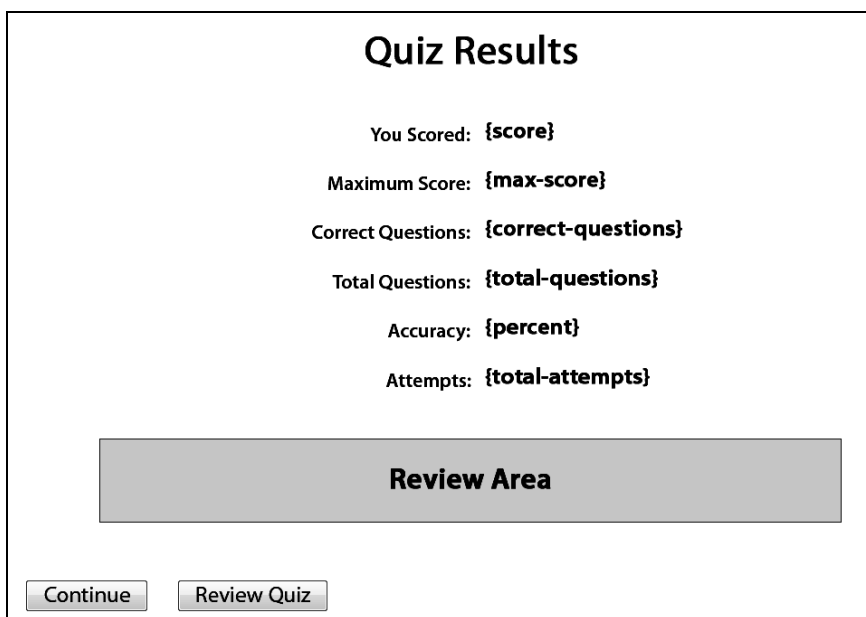 Quiz Results
You Scored: {score}
Maximum Score: {max-score}
Correct Questions: {correct-questions}
Total Questions: {total-questions}
Accuracy: {percent}
Attempts: {total-attempts}
Review Area
Continue Review Quiz